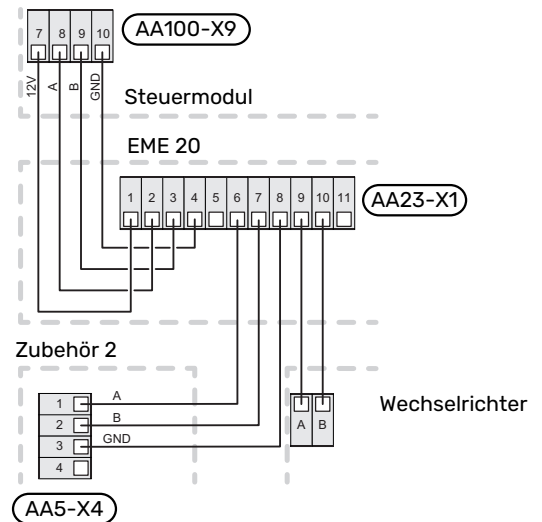 7 8 9 10
AA100-X9
12V
A
B
GND
Steuermodul
EME 20
1 2 3 4 5 6 7 8 9 10 11
AA23-X1
Zubehör 2
1 A
2 B
3 GND
4
A B
Wechselrichter
AA5-X4